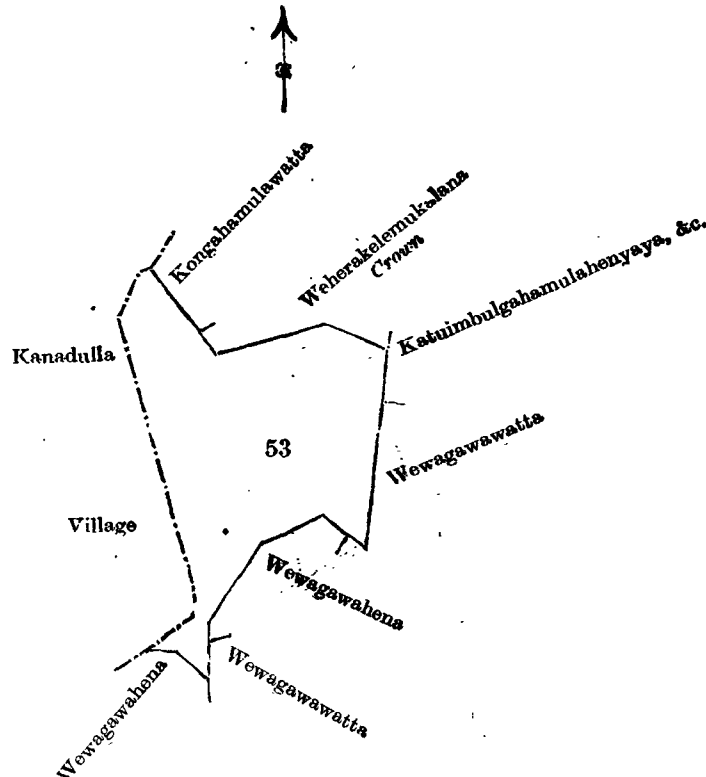 Kongahamulawatta
Weherakelemukalana
Crown
Katuimbulgahamulahenyaya, &c.
Kanadulla
53
Wewagawawatta
Village
Wewagawahena
Wewagawawatta
Wewagawahena